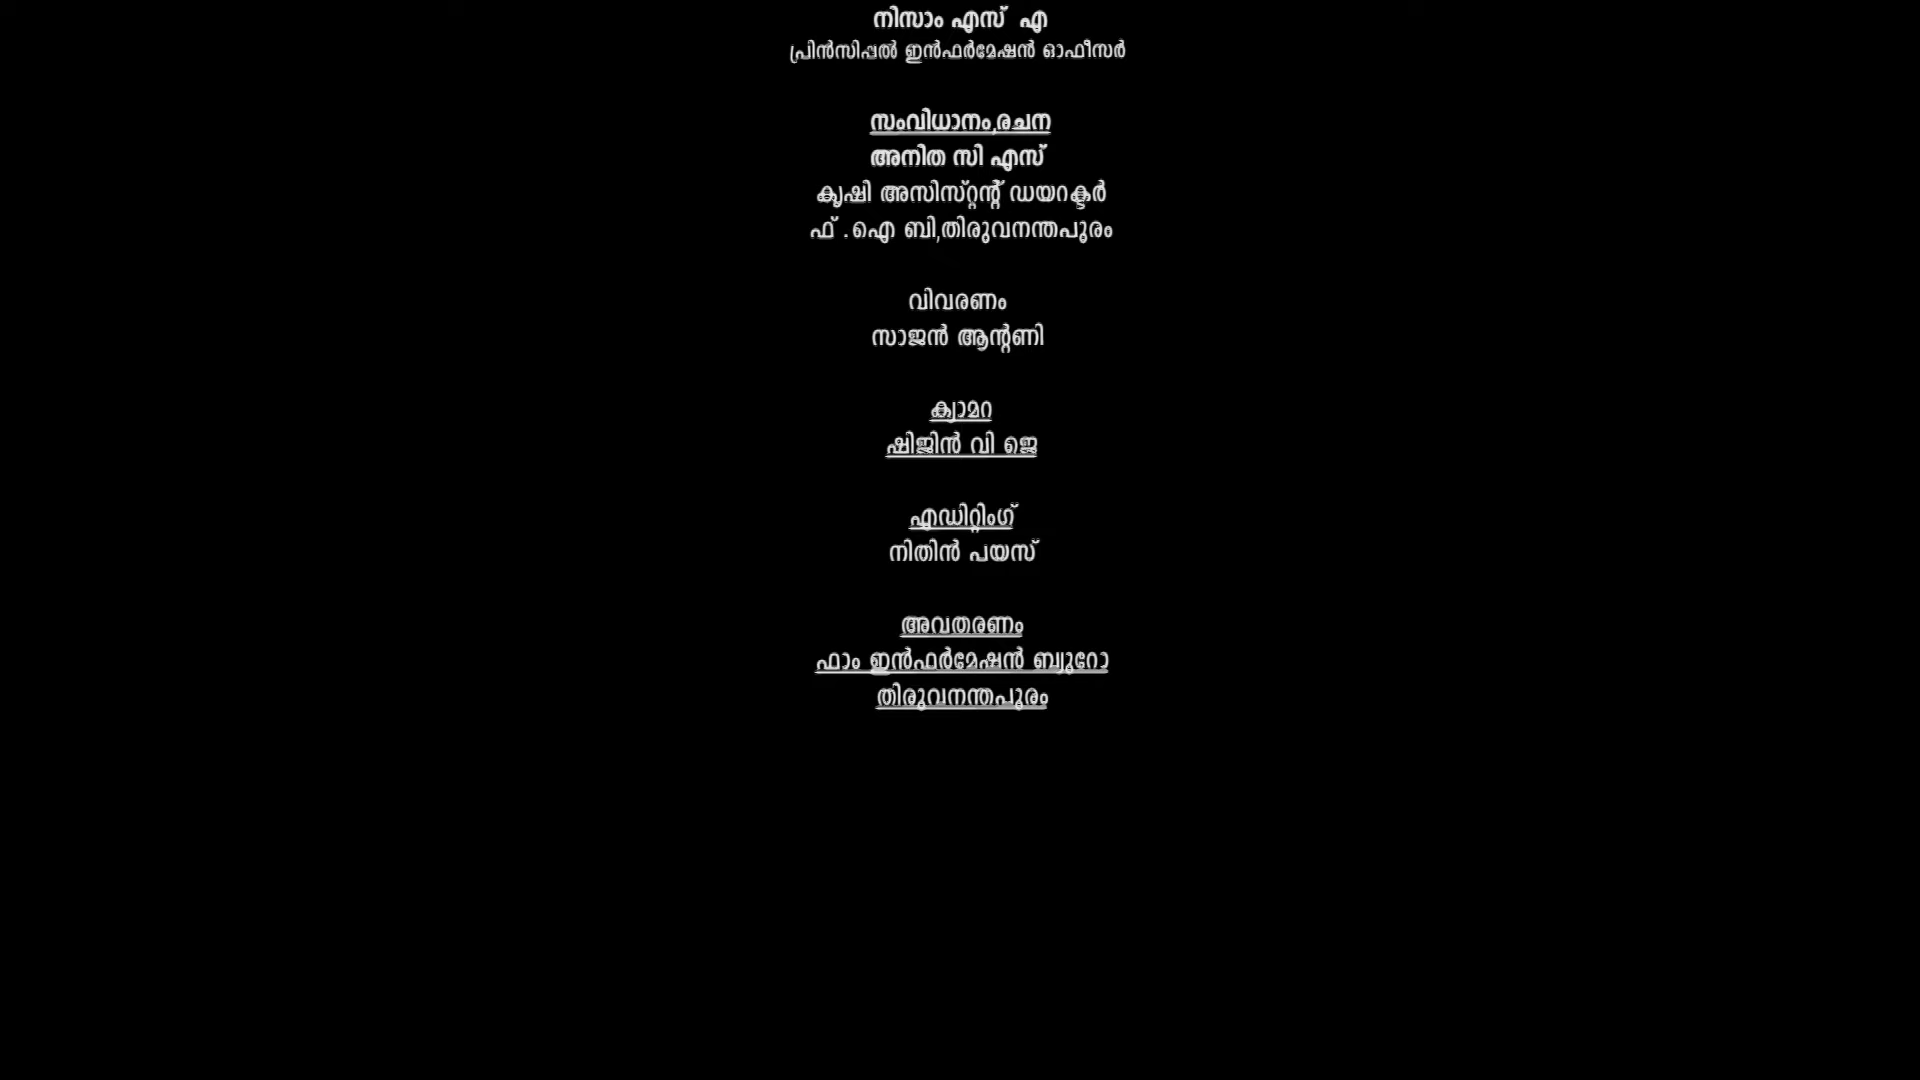 നിസാം എസ് എ
പ്രിൻസിപ്പൽ ഇൻഫർമേഷൻ ഓഫീസർ
സംവിധാനം,രചന
അനിത സി എസ്
കൃഷി അസിസ്റ്റന്റ് ഡയറക്ടർ
ഫ് .ഐ ബി,തിരുവനന്തപുരം
വിവരണം
സാജൻ ആന്റണി
ക്യാമറ
ഷിജിൻ വി ജെ
എഡിറ്റിംഗ്
നിതിൻ പയസ്
അവതരണം
ഫാം ഇൻഫർമേഷൻ ബ്യൂറോ
തിരുവനന്തപുരം